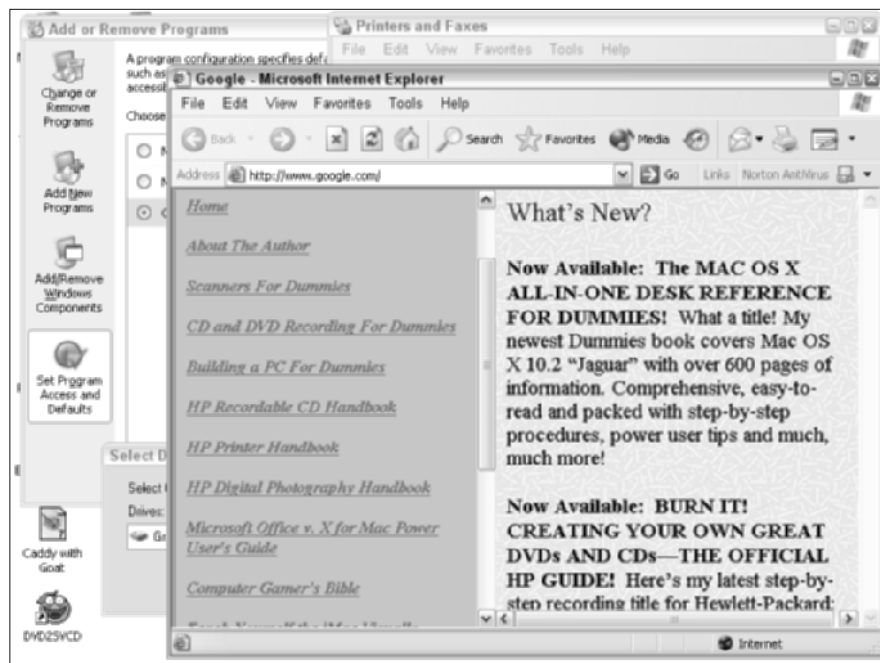 Add or Remove Programs
Printers and Faxes
File Edit View Favorites Tools Help
Change or
Remove
Programs
Add New
Programs
Add/Remove
Windows
Components
Set Program
Access and
Defaults
A program configuration specifies
such as
Choose
Google - Microsoft Internet Explorer
File Edit View Favorites Tools Help
Back Search Favorites Media
Address http://www.google.com/ Go Links Norton AntiVirus
Home
About The Author
Scanners For Dummies
CD and DVD Recording For Dummies
Building a PC For Dummies
HP Recordable CD Handbook
HP Printer Handbook
HP Digital Photography Handbook
Microsoft Office v. X for Mac Power
User's Guide
Computer Gamer's Bible
What's New?
Now Available: The MAC OS X
ALL-IN-ONE DESK REFERENCE
FOR DUMMIES! What a title! My
newest Dummies book covers Mac OS
X 10.2 “Jaguar” with over 600 pages of
information. Comprehensive, easy-to-
read and packed with step-by-step
procedures, power user tips and much,
much more!
Now Available: BURN IT!
CREATING YOUR OWN GREAT
DVDs AND CDs—THE OFFICIAL
HP GUIDE! Here's my latest step-by-
step recording title for Hewlett-Packard:
Internet
Select
Select
Drives:
Caddy with
Goat
DVD2SVCD